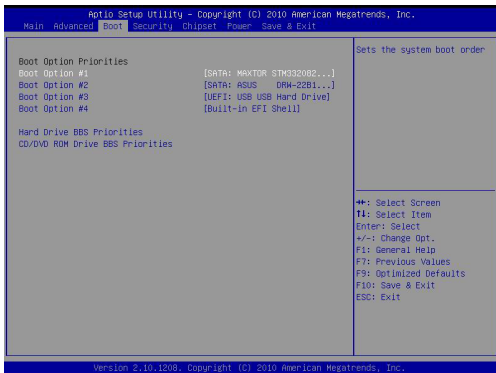 Aptio Setup Utility - Copyright (C) 2010 American Megatrends, Inc.
Main Advanced Boot Security Chipset Power Save & Exit
Sets the system boot order
Boot Option Priorities
Boot Option #1 [SATA: MAXTOR STM332082...]
Boot Option #2 [SATA: ASUS DRW-22B1...]
Boot Option #3 [UEFI: USB USB Hard Drive]
Boot Option #4 [Built-in EFI Shell]
Hard Drive BBS Priorities
CD/DVD ROM Drive BBS Priorities
→←: Select Screen
↑↓: Select Item
Enter: Select
+/-: Change Opt.
F1: General Help
F7: Previous Values
F9: Optimized Defaults
F10: Save & Exit
ESC: Exit
Version 2.10.1208. Copyright (C) 2010 American Megatrends, Inc.